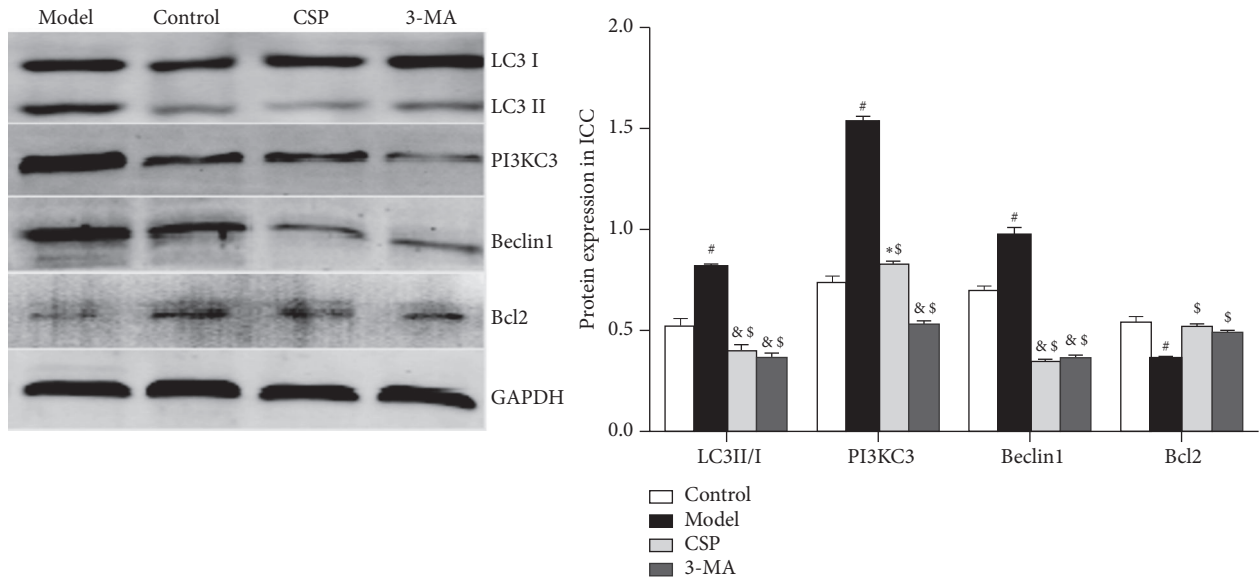 Model Control CSP 3-MA
LC3 I
LC3 II
PI3KC3
Beclin1
Bcl2
GAPDH
Protein expression in ICC
2.0
1.5
1.0
0.5
0.0
#
& $
& $
#
*$
& $
#
& $
& $
#
$
$
LC3II/I PI3KC3 Beclin1 Bcl2
Control
Model
CSP
3-MA